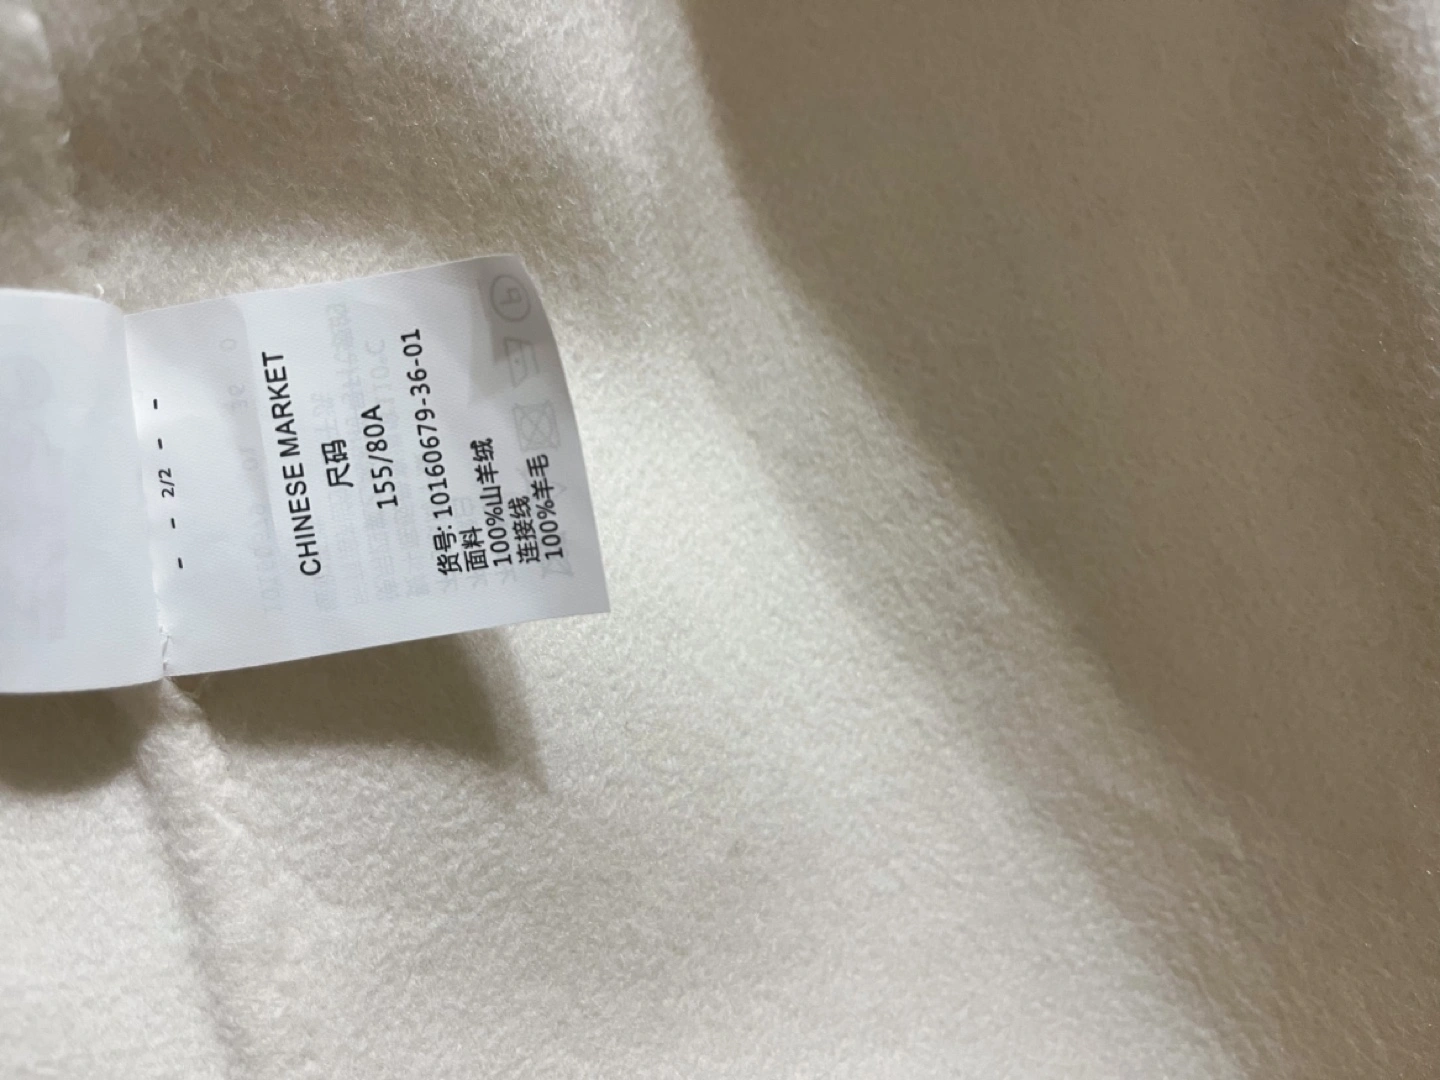 - - 2/2 - -
CHINESE MARKET
尺码
155/80A
货号: 10160679-36-01
面料
100%山羊绒
连接线
100%羊毛